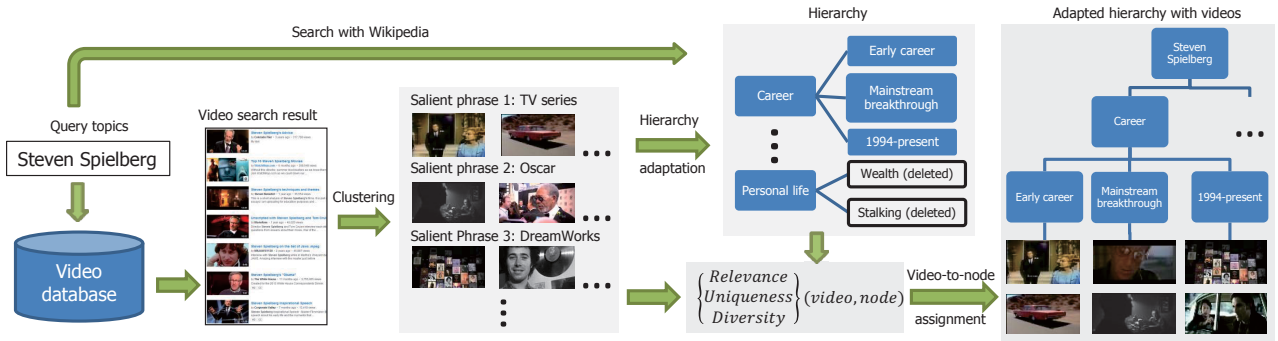 Search with Wikipedia
Query topics
Steven Spielberg
Video
database
Video search result
Clustering
Salient phrase 1: TV series
Salient phrase 2: Oscar
Salient Phrase 3: DreamWorks
Hierarchy
adaptation
Hierarchy
Career
Early career
Mainstream
breakthrough
1994-present
Personal life
Wealth (deleted)
Stalking (deleted)
{Relevance
Uniqueness
Diversity} (video, node)
Video-to-node
assignment
Adapted hierarchy with videos
Steven
Spielberg
Career
Early career
Mainstream
breakthrough
1994-present